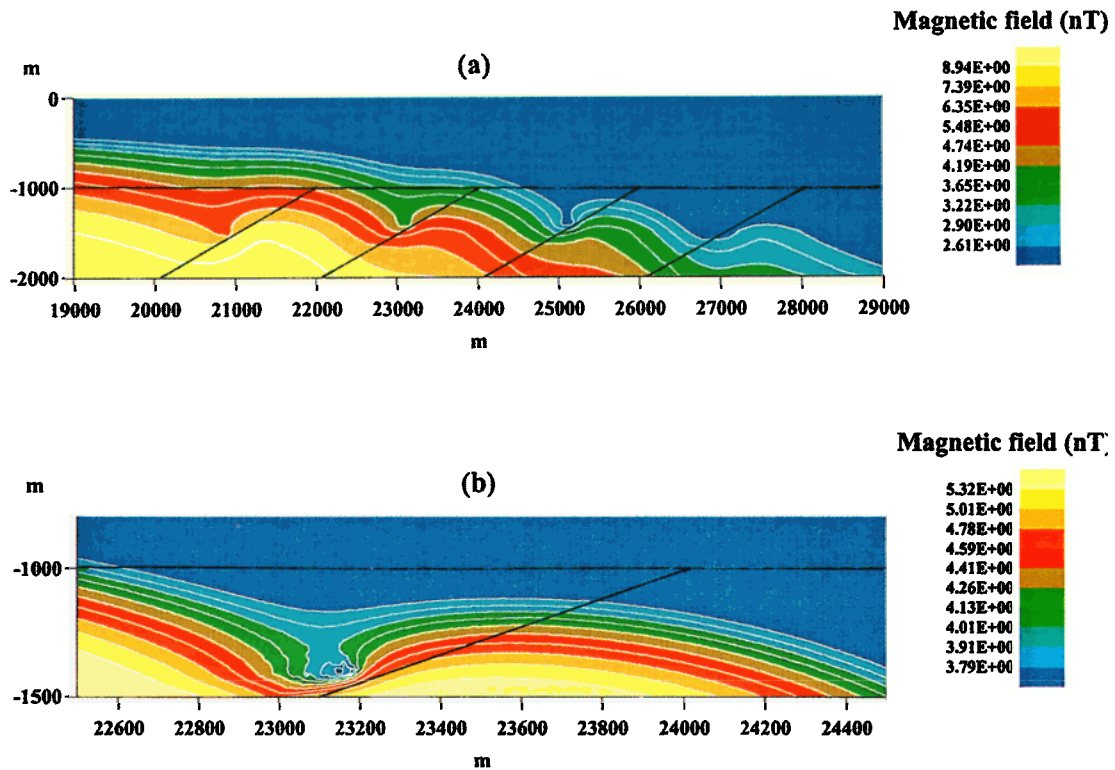 Magnetic field (nT)
(a)
m
8.94E+00
7.39E+00
6.35E+00
5.48E+00
4.74E+00
4.19E+00
3.65E+00
3.22E+00
2.90E+00
2.61E+00
0
-1000
-2000
19000 20000 21000 22000 23000 24000 25000 26000 27000 28000 29000
m
Magnetic field (nT)
(b)
m
5.32E+00
5.01E+00
4.78E+00
4.59E+00
4.41E+00
4.26E+00
4.13E+00
4.01E+00
3.91E+00
3.79E+00
-1000
-1500
22600 22800 23000 23200 23400 23600 23800 24000 24200 24400
m